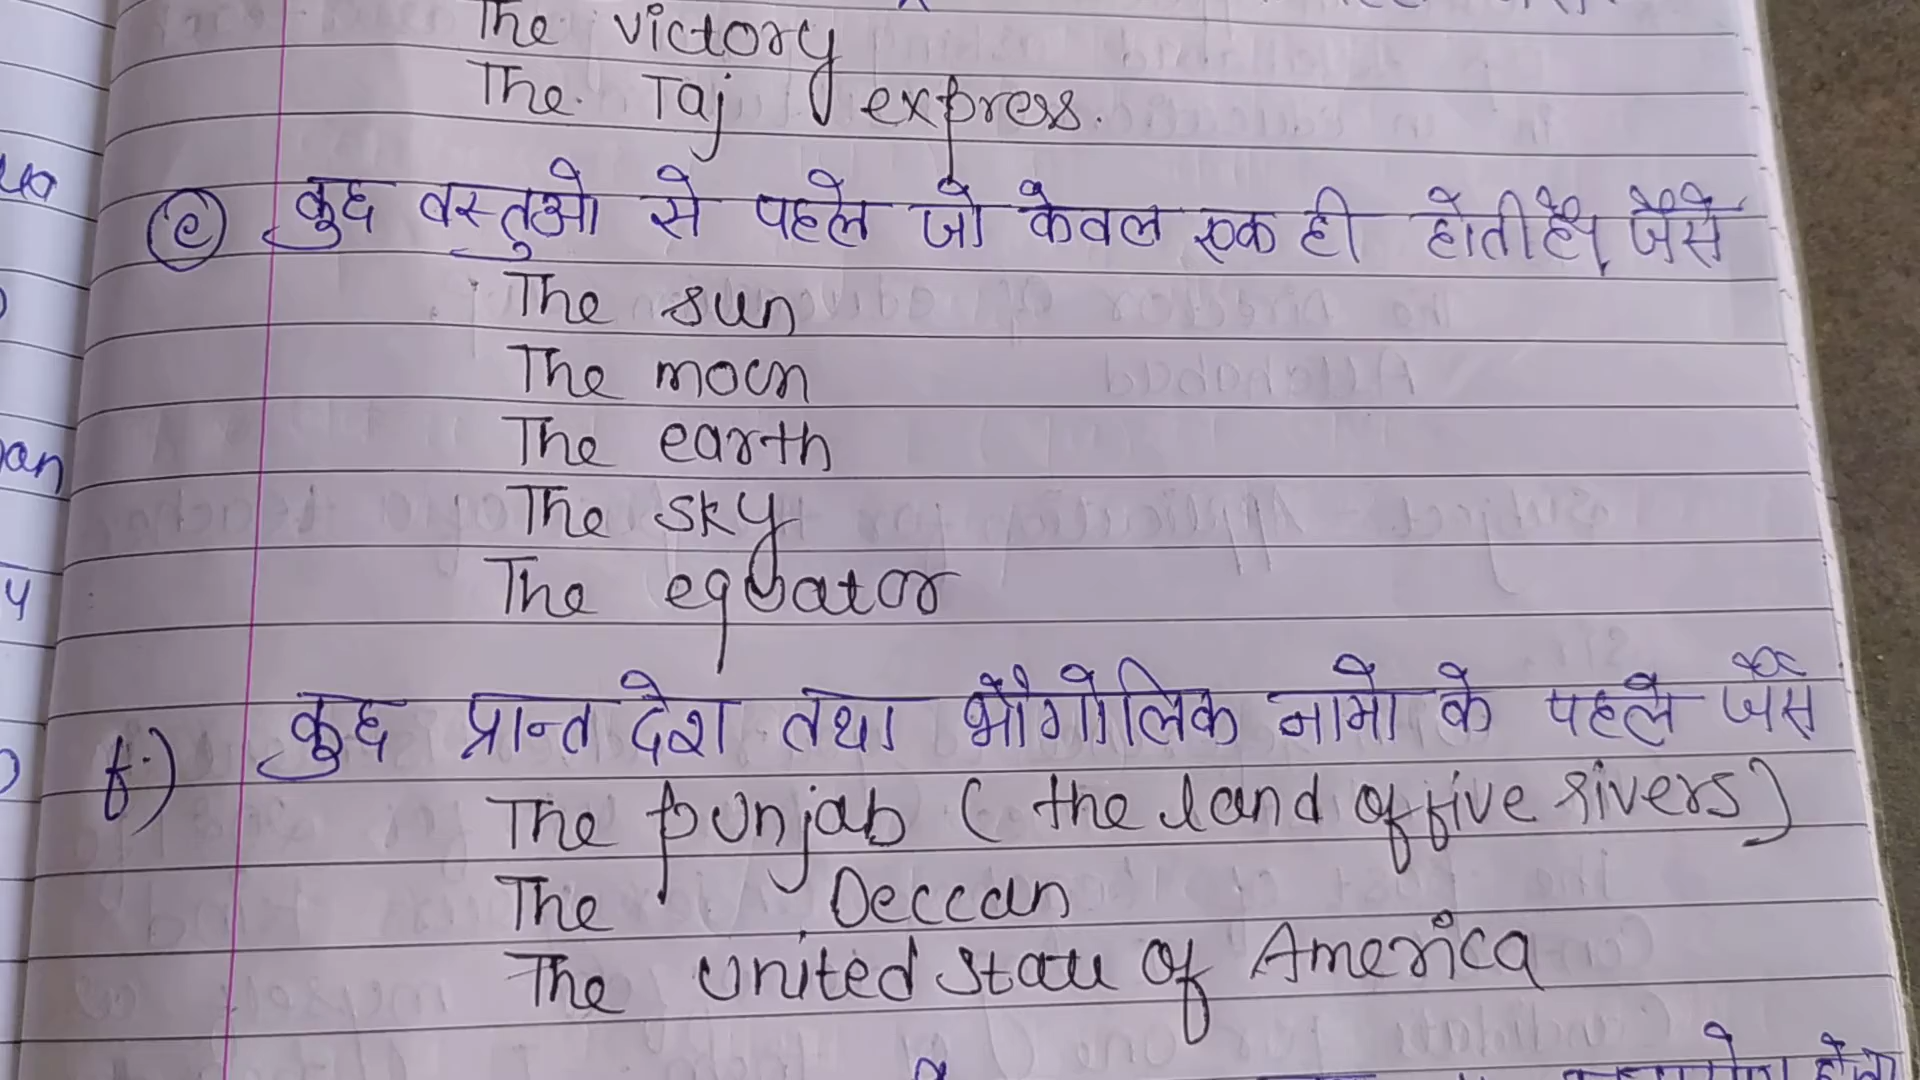 The victory
The Taj express.
(e) कुछ वस्तुओ से पहले जो केवल एक ही होती है। जैसे
The sun
The moon
The earth
The sky
The equator
f.) कुछ प्रान्त देश तथा भौगोलिक नामो के पहले जैसे
The punjab (the land of five rivers)
The Deccan
The United State of America